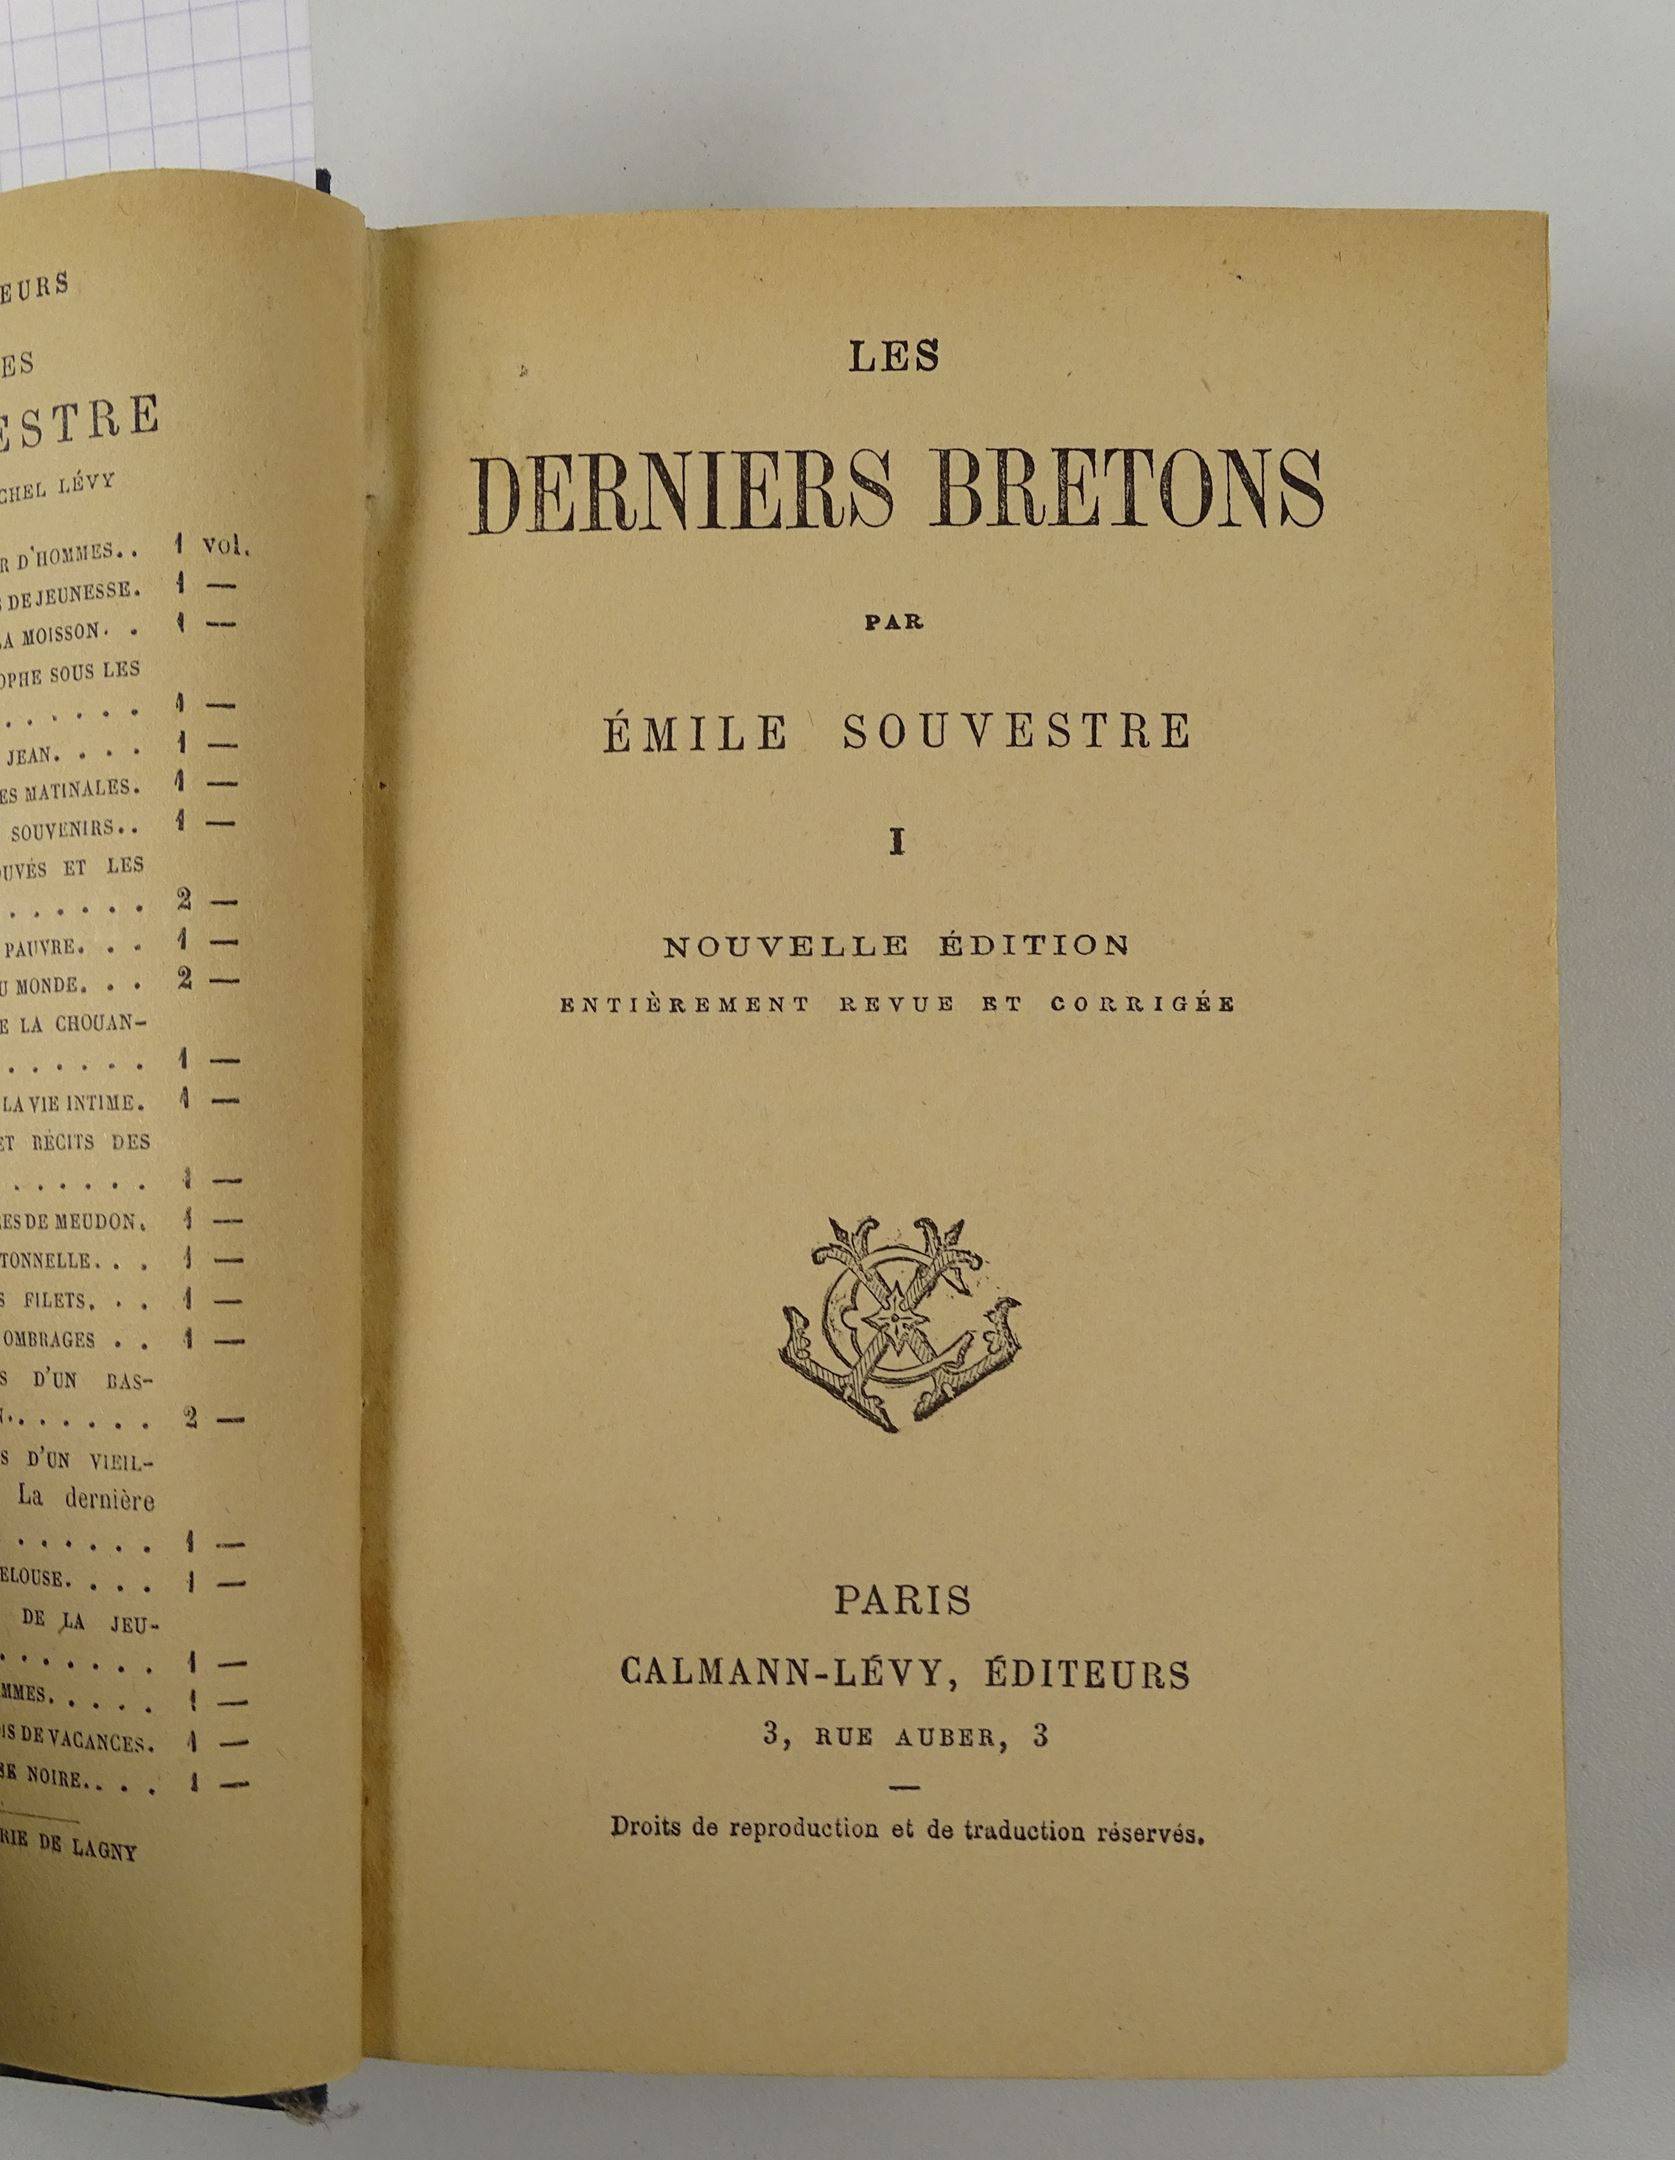 EURS
ES
ESTRE
CHEL LÉVY
R D'HOMMES.. 1 vol.
S DE JEUNESSE. 1 —
LA MOISSON. . 1 —
OPHE SOUS LES
. . . . . . 1 —
JEAN. . . . 1 —
ES MATINALES. 1 —
SOUVENIRS.. 1 —
OUVÉS ET LES
. . . . . . 2 —
PAUVRE. . . 1 —
U MONDE. . . 2 —
E LA CHOUAN-
. . . . . . 1 —
LA VIE INTIME. 1 —
ET RÉCITS DES
. . . . . . 1 —
ES DE MEUDON. 1 —
TONNELLE. . . 1 —
S FILETS. . . 1 —
OMBRAGES . . 1 —
S D'UN BAS-
N. . . . . . . 2 —
S D'UN VIEIL-
La dernière
. . . . . . 1 —
ELOUSE. . . . 1 —
DE LA JEU-
. . . . . . . 1 —
MMES. . . . . 1 —
IS DE VACANCES. 1 —
SE NOIRE. . . . 1 —
RIE DE LAGNY
LES
DERNIERS BRETONS
PAR
ÉMILE SOUVESTRE
I
NOUVELLE ÉDITION
ENTIÈREMENT REVUE ET CORRIGÉE
PARIS
CALMANN-LÉVY, ÉDITEURS
3, RUE AUBER, 3
—
Droits de reproduction et de traduction réservés.